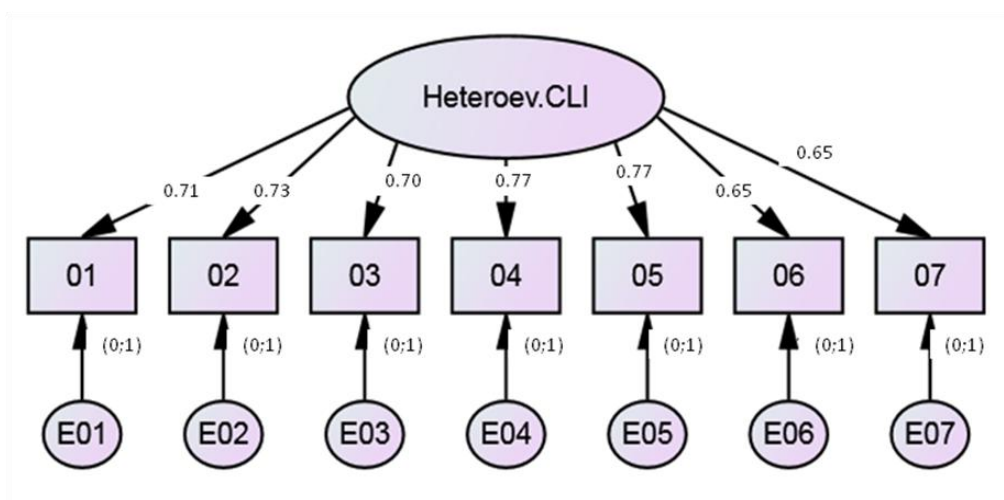 Heteroev.CLI
0.71 0.73 0.70 0.77 0.77 0.65 0.65
01 02 03 04 05 06 07
(0;1) (0;1) (0;1) (0;1) (0;1) (0;1) (0;1)
E01 E02 E03 E04 E05 E06 E07